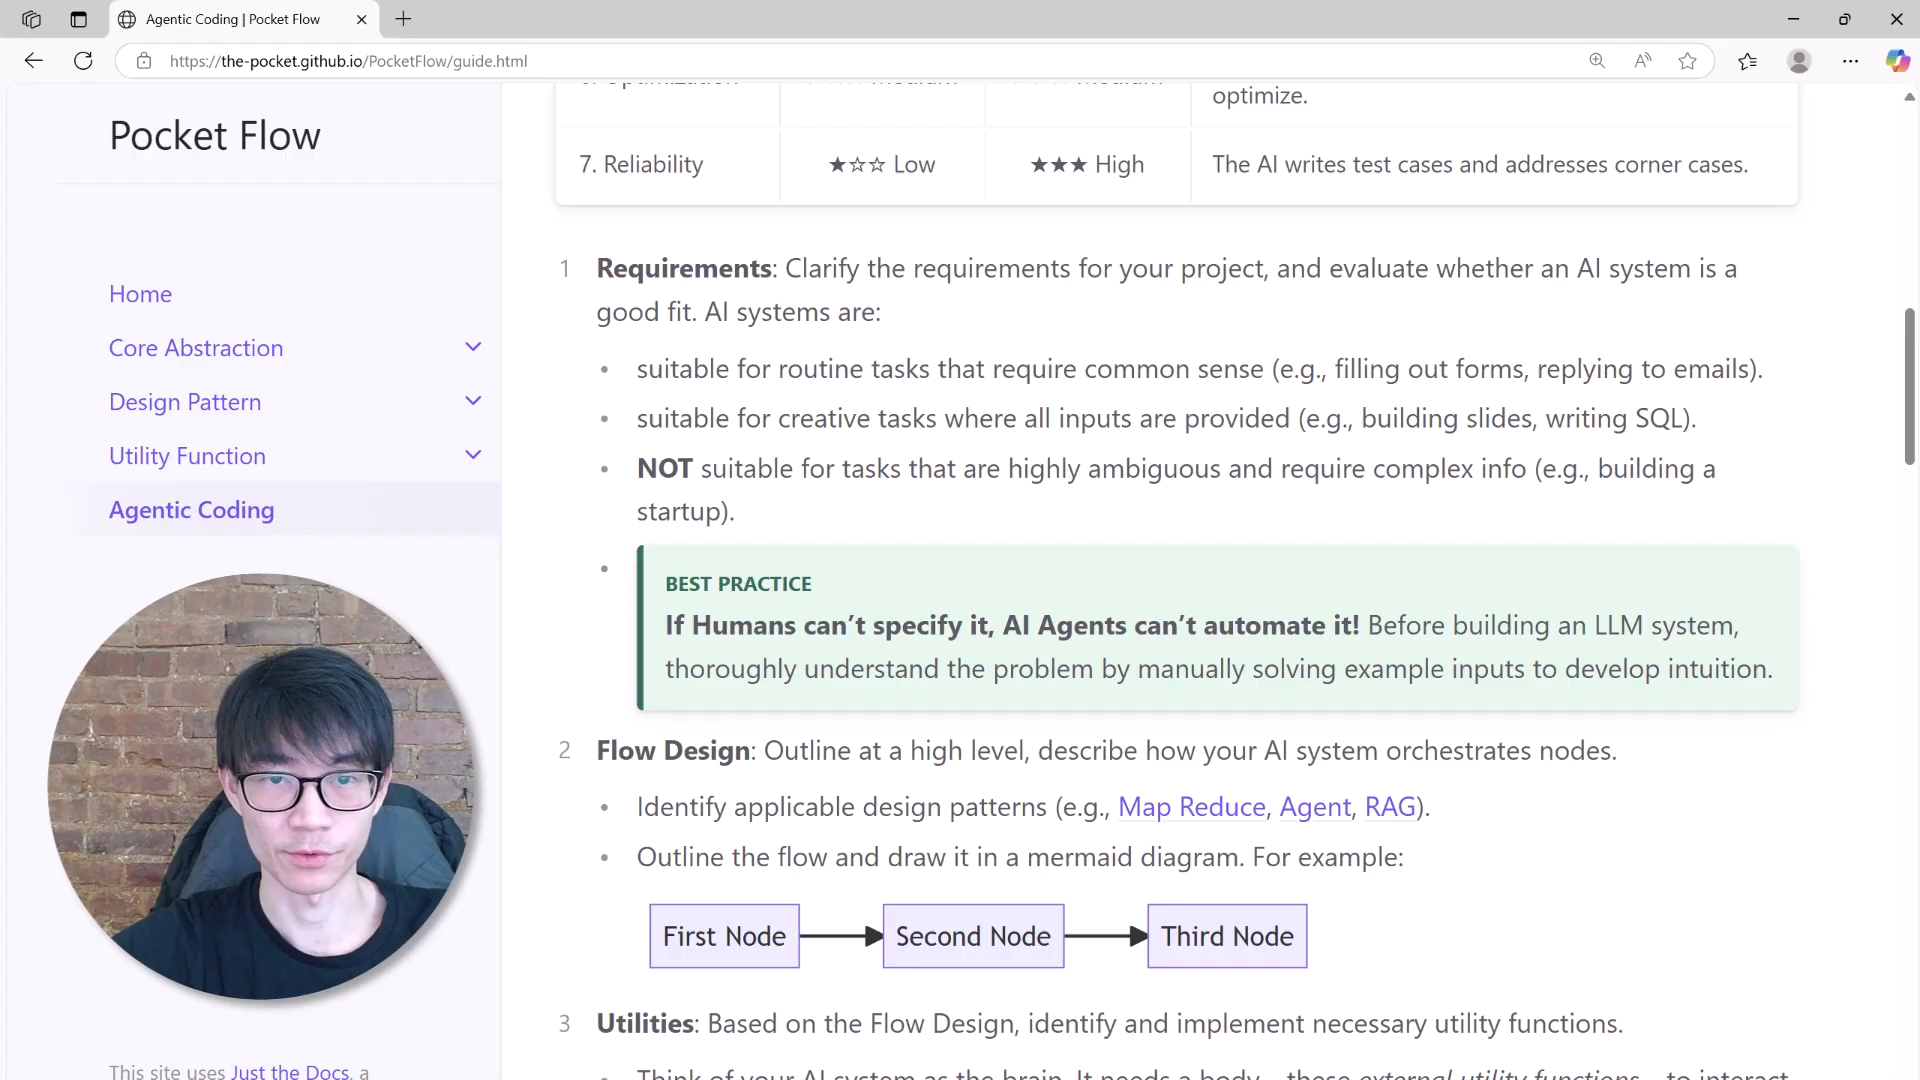 Agentic Coding | Pocket Flow
https://the-pocket.github.io/PocketFlow/guide.html
Pocket Flow
Home
Core Abstraction
Design Pattern
Utility Function
Agentic Coding
This site uses Just the Docs, a
optimize.
7. Reliability ★☆☆ Low ★★★ High The AI writes test cases and addresses corner cases.
1 Requirements: Clarify the requirements for your project, and evaluate whether an AI system is a
good fit. AI systems are:
• suitable for routine tasks that require common sense (e.g., filling out forms, replying to emails).
• suitable for creative tasks where all inputs are provided (e.g., building slides, writing SQL).
• NOT suitable for tasks that are highly ambiguous and require complex info (e.g., building a
startup).
• BEST PRACTICE
If Humans can’t specify it, AI Agents can’t automate it! Before building an LLM system,
thoroughly understand the problem by manually solving example inputs to develop intuition.
2 Flow Design: Outline at a high level, describe how your AI system orchestrates nodes.
• Identify applicable design patterns (e.g., Map Reduce, Agent, RAG).
• Outline the flow and draw it in a mermaid diagram. For example:
First Node Second Node Third Node
3 Utilities: Based on the Flow Design, identify and implement necessary utility functions.
Think of your AI system as the brain. It needs a body—these external utility functions—to interact